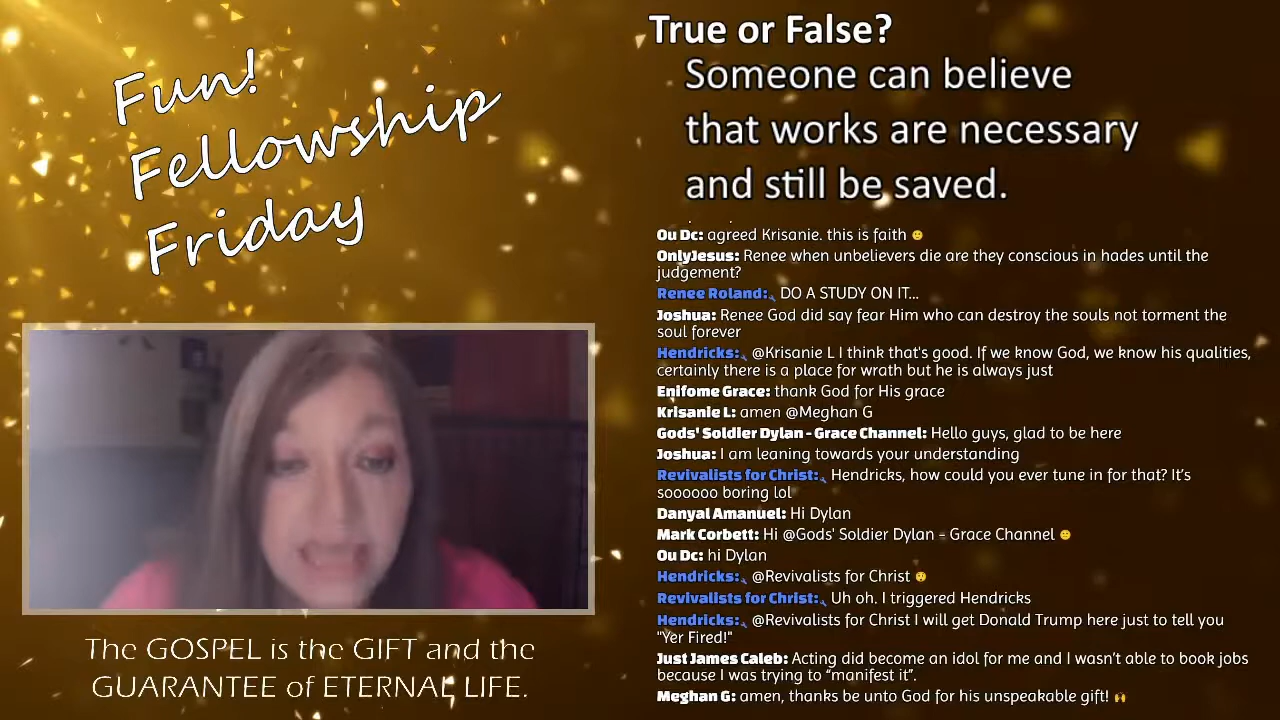 Fun!
Fellowship
Friday
The GOSPEL is the GIFT and the
GUARANTEE of ETERNAL LIFE.
True or False?
Someone can believe
that works are necessary
and still be saved.
Ou Dc: agreed Krisanie. this is faith 🙂
OnlyJesus: Renee when unbelievers die are they conscious in hades until the
judgement?
Renee Roland: DO A STUDY ON IT...
Joshua: Renee God did say fear Him who can destroy the souls not torment the
soul forever
Hendricks: @Krisanie L I think that's good. If we know God, we know his qualities,
certainly there is a place for wrath but he is always just
Enifome Grace: thank God for His grace
Krisanie L: amen @Meghan G
Gods' Soldier Dylan - Grace Channel: Hello guys, glad to be here
Joshua: I am leaning towards your understanding
Revivalists for Christ: Hendricks, how could you ever tune in for that? It's
soooooo boring lol
Danyal Amanuel: Hi Dylan
Mark Corbett: Hi @Gods' Soldier Dylan - Grace Channel 🙂
Ou Dc: hi Dylan
Hendricks: @Revivalists for Christ 😲
Revivalists for Christ: Uh oh. I triggered Hendricks
Hendricks: @Revivalists for Christ I will get Donald Trump here just to tell you
"Yer Fired!"
Just James Caleb: Acting did become an idol for me and I wasn't able to book jobs
because I was trying to “manifest it”.
Meghan G: amen, thanks be unto God for his unspeakable gift! 🙌